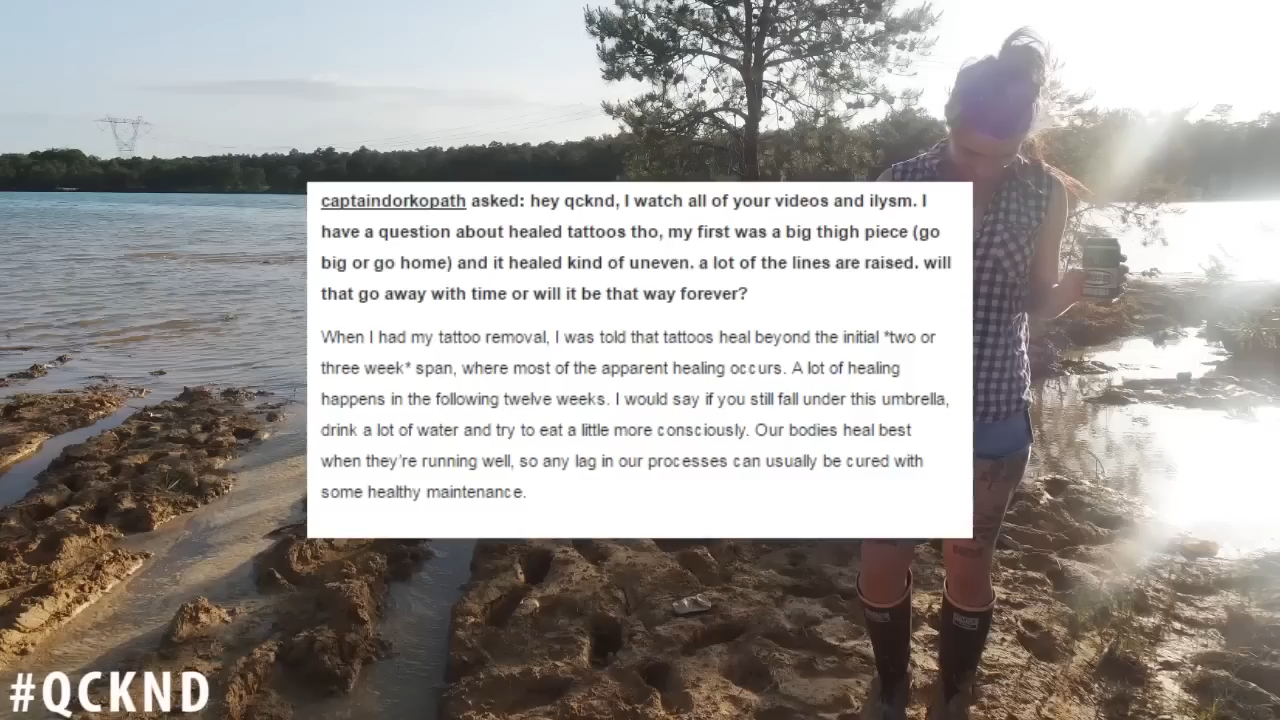 captaindorkopath asked: hey qcknd, I watch all of your videos and ilysm. I
have a question about healed tattoos tho, my first was a big thigh piece (go
big or go home) and it healed kind of uneven. a lot of the lines are raised. will
that go away with time or will it be that way forever?
When I had my tattoo removal, I was told that tattoos heal beyond the initial *two or
three week* span, where most of the apparent healing occurs. A lot of healing
happens in the following twelve weeks. I would say if you still fall under this umbrella,
drink a lot of water and try to eat a little more consciously. Our bodies heal best
when they're running well, so any lag in our processes can usually be cured with
some healthy maintenance.
#QCKND